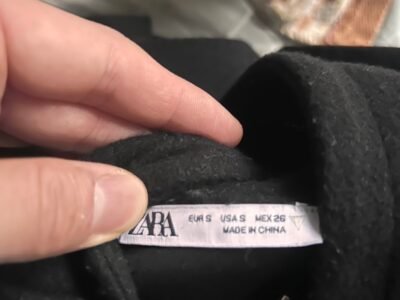 ZARA
EUR S USA S MEX 26
MADE IN CHINA